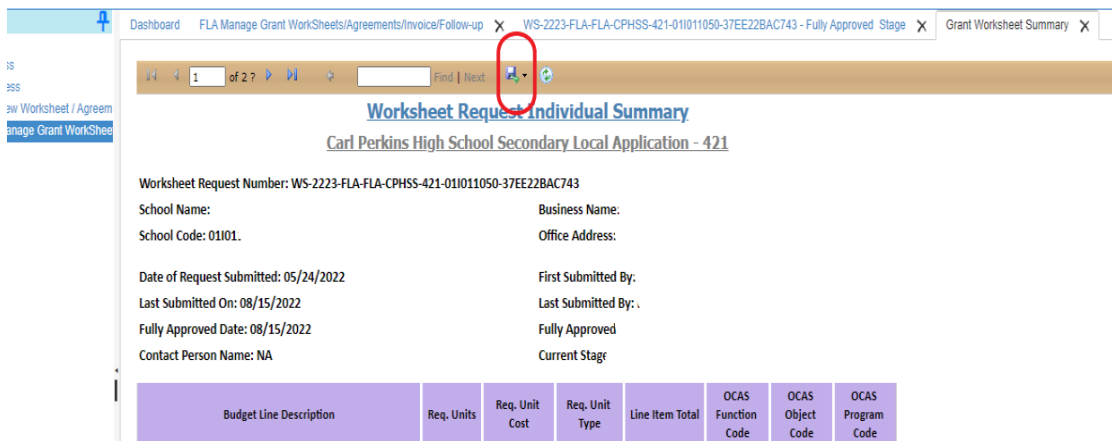 Dashboard FLA Manage Grant WorkSheets/Agreements/Invoice/Follow-up X WS-2223-FLA-FLA-CPHSS-421-01I011050-37EE22BAC743 - Fully Approved Stage X Grant Worksheet Summary X
ss
ess
ew Worksheet / Agreem
anage Grant WorkShee
1 of 2 ? Find | Next
Worksheet Request Individual Summary
Carl Perkins High School Secondary Local Application - 421
Worksheet Request Number: WS-2223-FLA-FLA-CPHSS-421-01I011050-37EE22BAC743
School Name: Business Name:
School Code: 01I01 Office Address:
Date of Request Submitted: 05/24/2022 First Submitted By:
Last Submitted On: 08/15/2022 Last Submitted By:
Fully Approved Date: 08/15/2022 Fully Approved
Contact Person Name: NA Current Stage
Budget Line Description Req. Units Req. Unit Cost Req. Unit Type Line Item Total OCAS Function Code OCAS Object Code OCAS Program Code